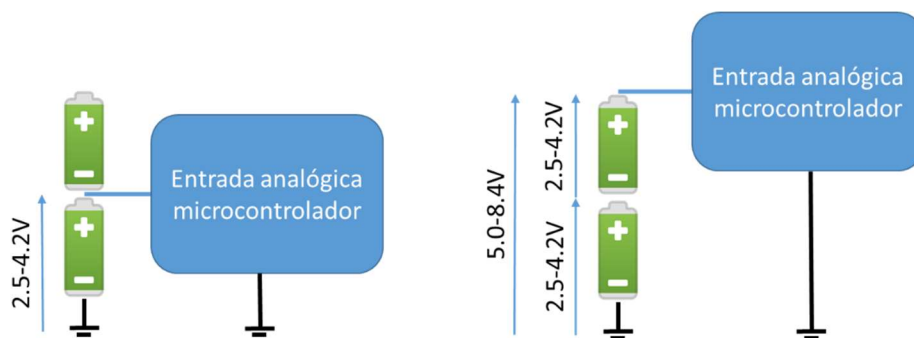 2.5-4.2V
Entrada analógica
microcontrolador
5.0-8.4V
2.5-4.2V
2.5-4.2V
Entrada analógica
microcontrolador